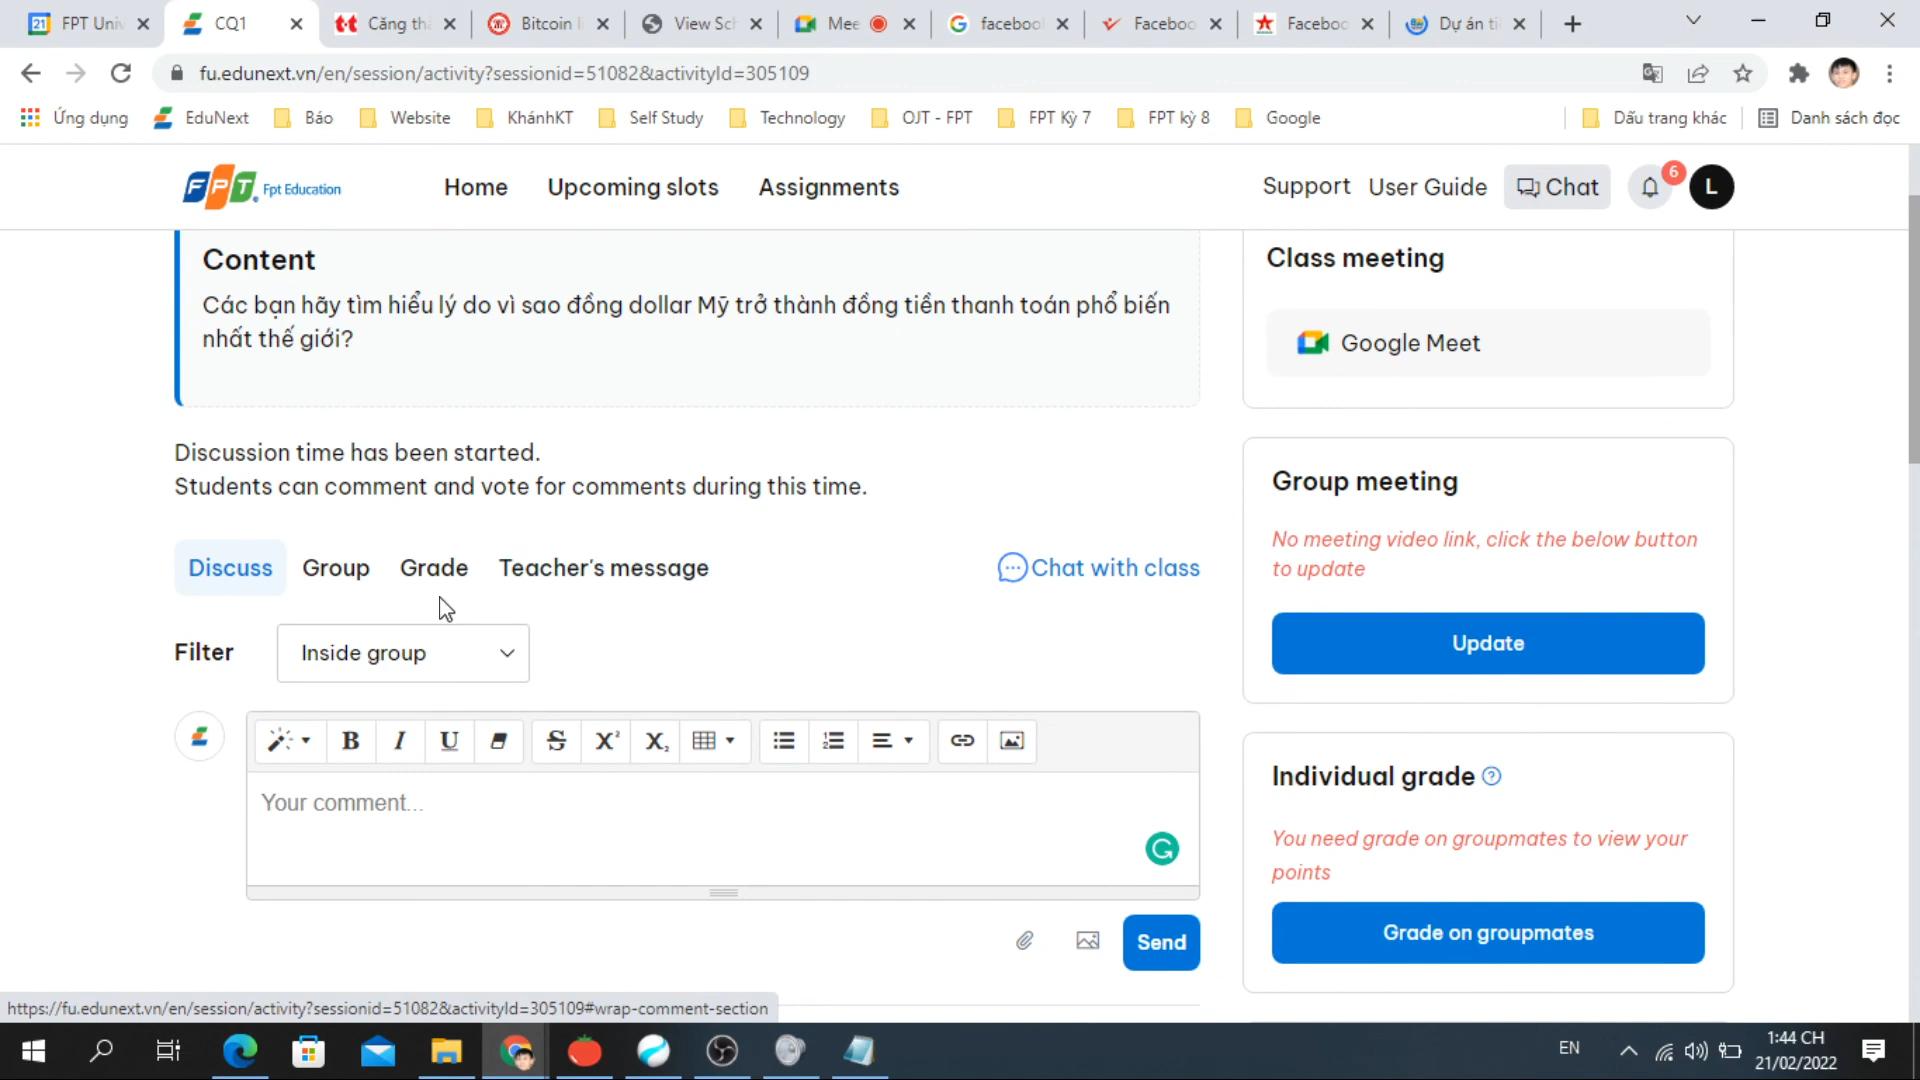 FPT Univ
CQ1
Căng thẳ
Bitcoin l
View Sch
Mee
facebook
Faceboo
Faceboo
Dự án ti
fu.edunext.vn/en/session/activity?sessionid=51082&activityId=305109
Ứng dụng
EduNext
Báo
Website
KhánhKT
Self Study
Technology
OJT - FPT
FPT Kỳ 7
FPT kỳ 8
Google
Dấu trang khác
Danh sách đọc
FPT Fpt Education
Home
Upcoming slots
Assignments
Support
User Guide
Chat
6
L
Content
Các bạn hãy tìm hiểu lý do vì sao đồng dollar Mỹ trở thành đồng tiền thanh toán phổ biến
nhất thế giới?
Class meeting
Google Meet
Discussion time has been started.
Students can comment and vote for comments during this time.
Group meeting
No meeting video link, click the below button
to update
Update
Discuss
Group
Grade
Teacher's message
Chat with class
Filter
Inside group
Your comment...
Send
Individual grade
You need grade on groupmates to view your
points
Grade on groupmates
https://fu.edunext.vn/en/session/activity?sessionid=51082&activityId=305109#wrap-comment-section
EN
1:44 CH
21/02/2022